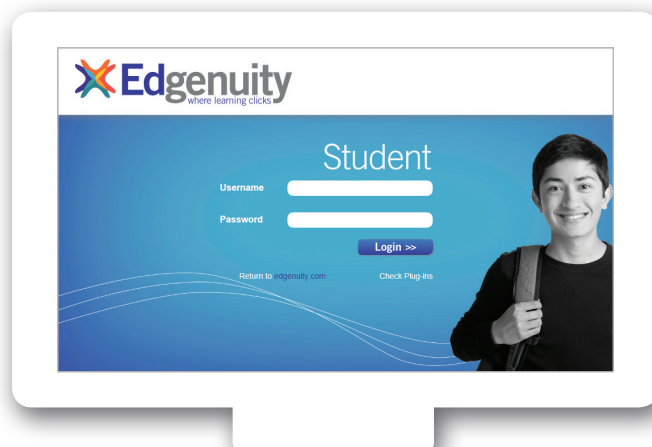 Edgenuity
where learning clicks
Student
Username
Password
Login >>
Return to edgenuity.com Check Plug-ins